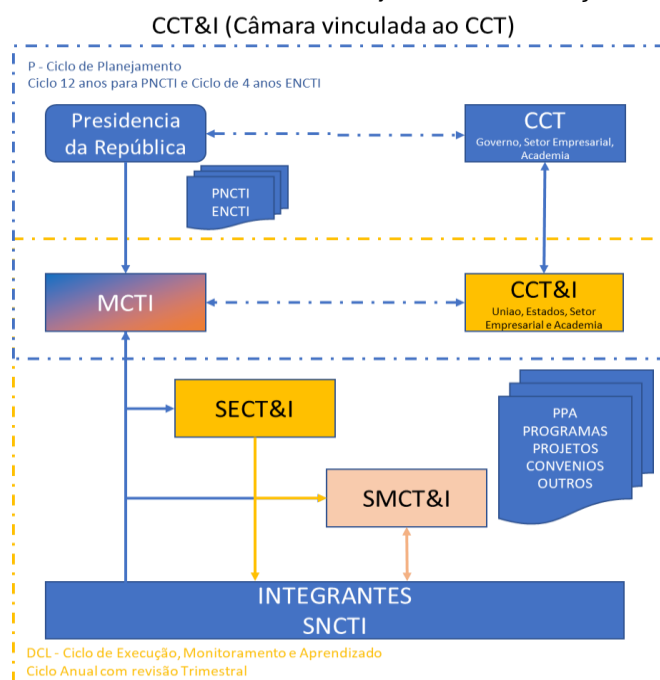 CCT&I (Câmara vinculada ao CCT)
P - Ciclo de Planejamento
Ciclo 12 anos para PNCTI e Ciclo de 4 anos ENCTI
Presidencia
da República
CCT
Governo, Setor Empresarial,
Academia
PNCTI
ENCTI
MCTI
CCT&I
Uniao, Estados, Setor
Empresarial e Academia
SECT&I
PPA
PROGRAMAS
PROJETOS
CONVENIOS
OUTROS
SMCT&I
INTEGRANTES
SNCTI
DCL - Ciclo de Execução, Monitoramento e Aprendizado
Ciclo Anual com revisão Trimestral